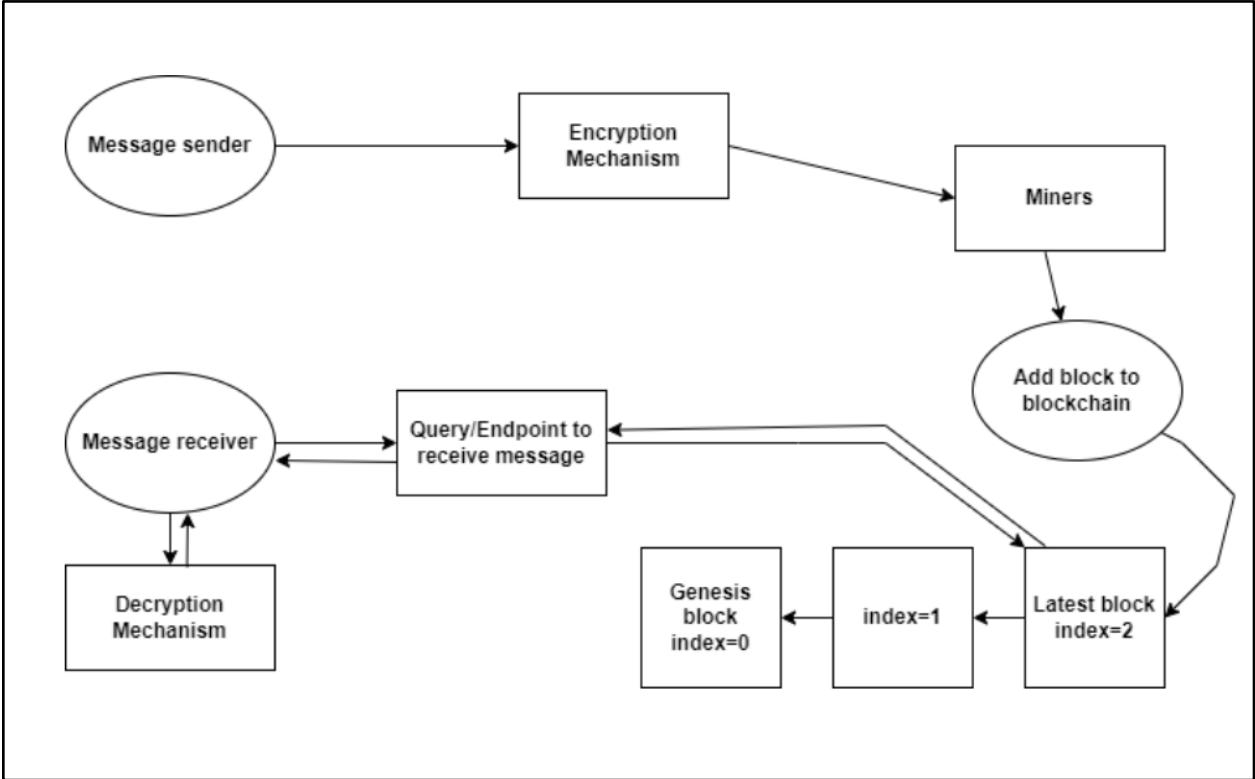 Message sender
Encryption
Mechanism
Miners
Add block to
blockchain
Message receiver
Query/Endpoint to
receive message
Decryption
Mechanism
Genesis
block
index=0
index=1
Latest block
index=2